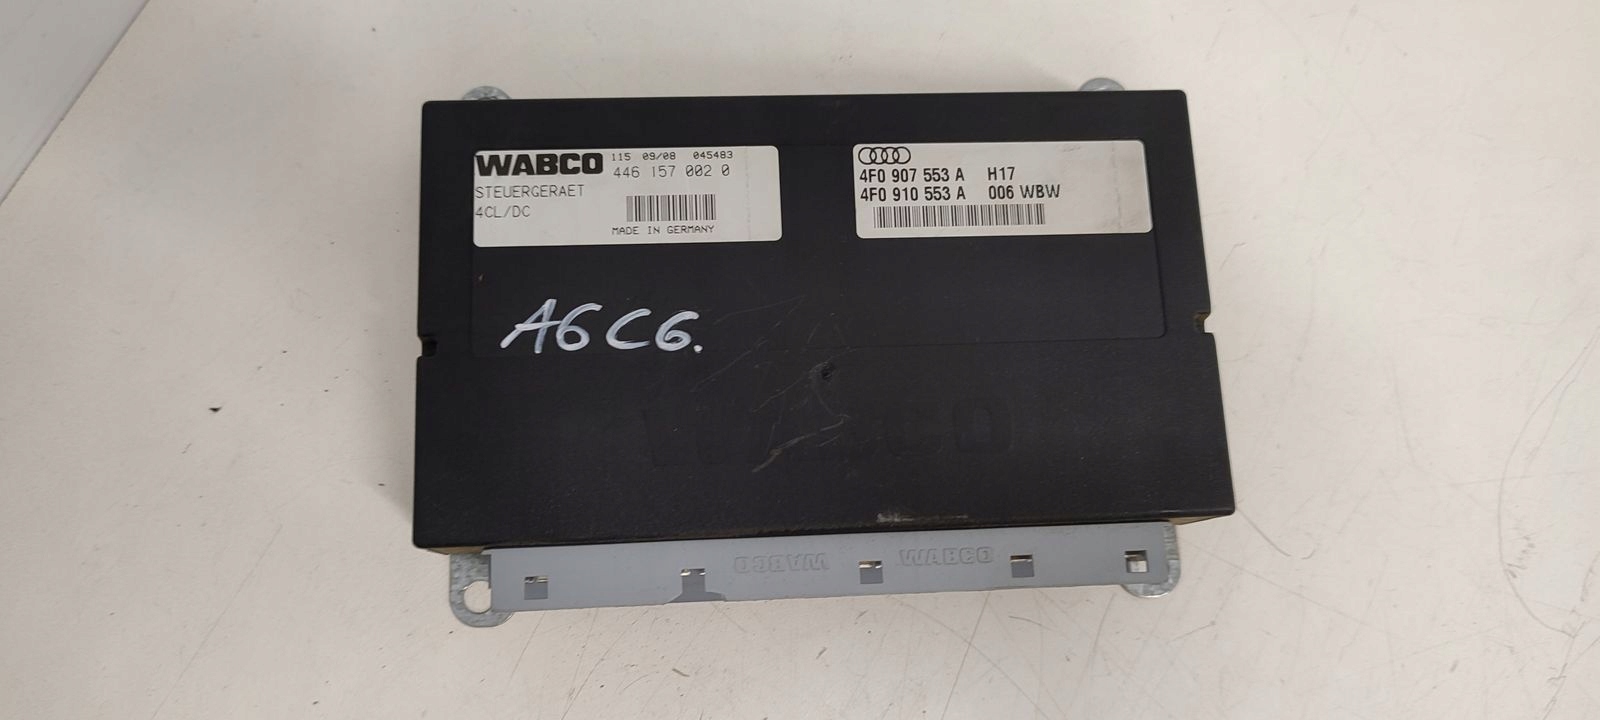 WABCO 115 09/08 045483
446 157 002 0
STEUERGERAET
4CL/DC
MADE IN GERMANY
4F0 907 553 A H17
4F0 910 553 A 006 WBW
A6 C6.
WABCO
WABCO WABCO